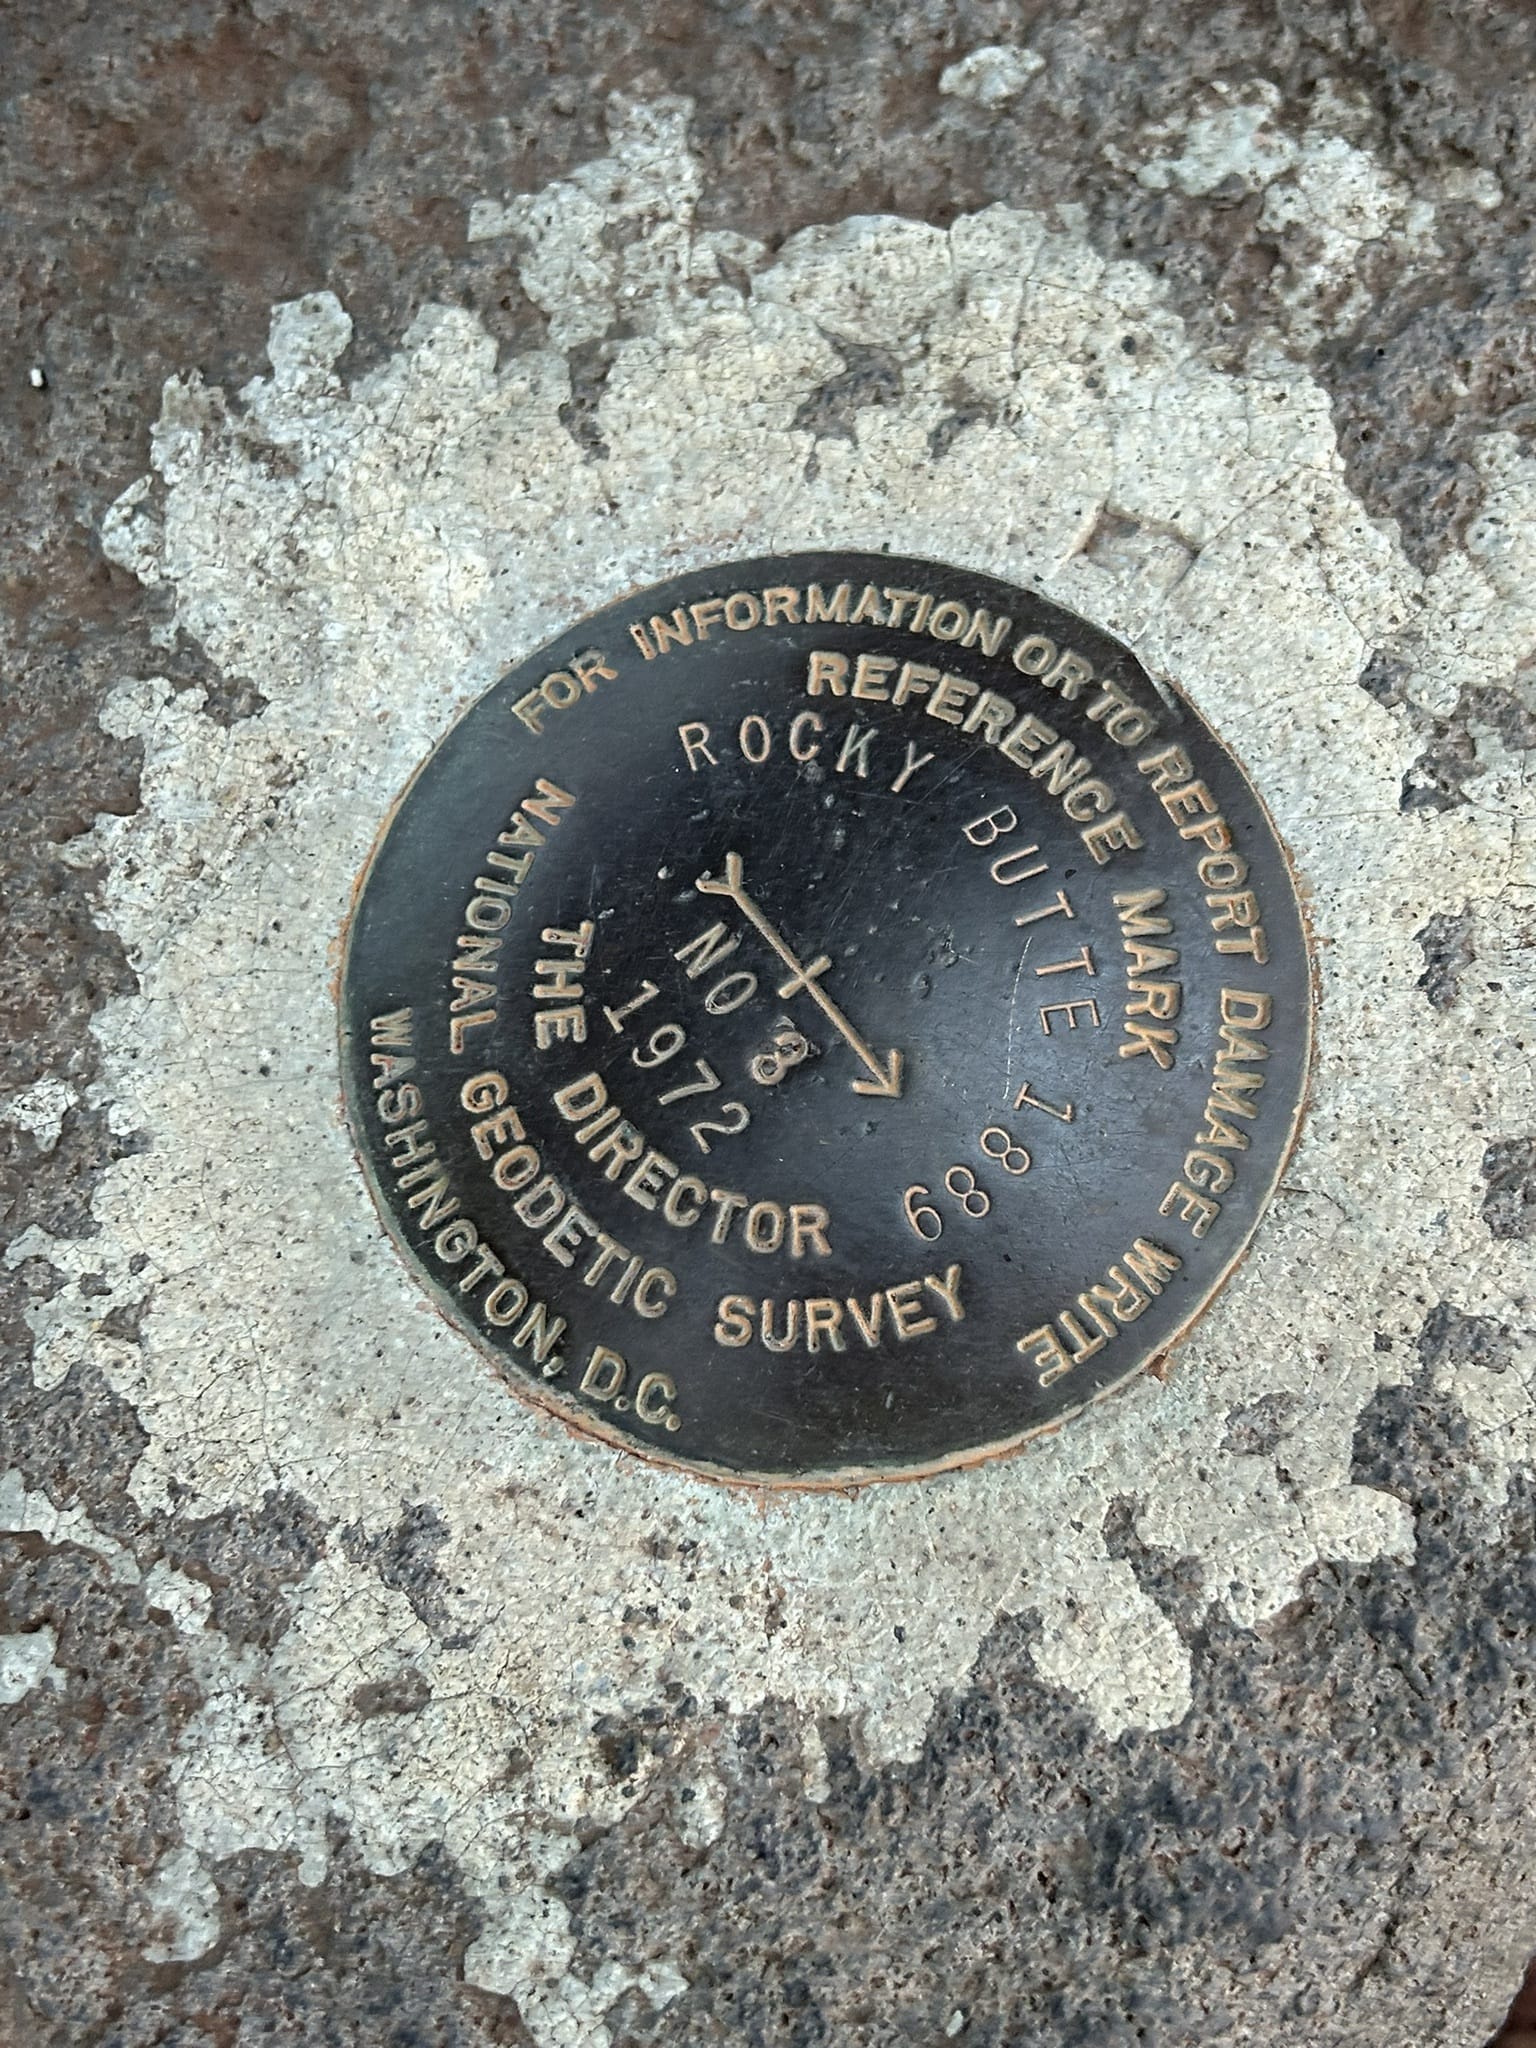 FOR INFORMATION OR TO REPORT DAMAGE WRITE
REFERENCE MARK
ROCKY BUTTE 1889
NO 8
1972
THE DIRECTOR
NATIONAL GEODETIC SURVEY
WASHINGTON, D.C.